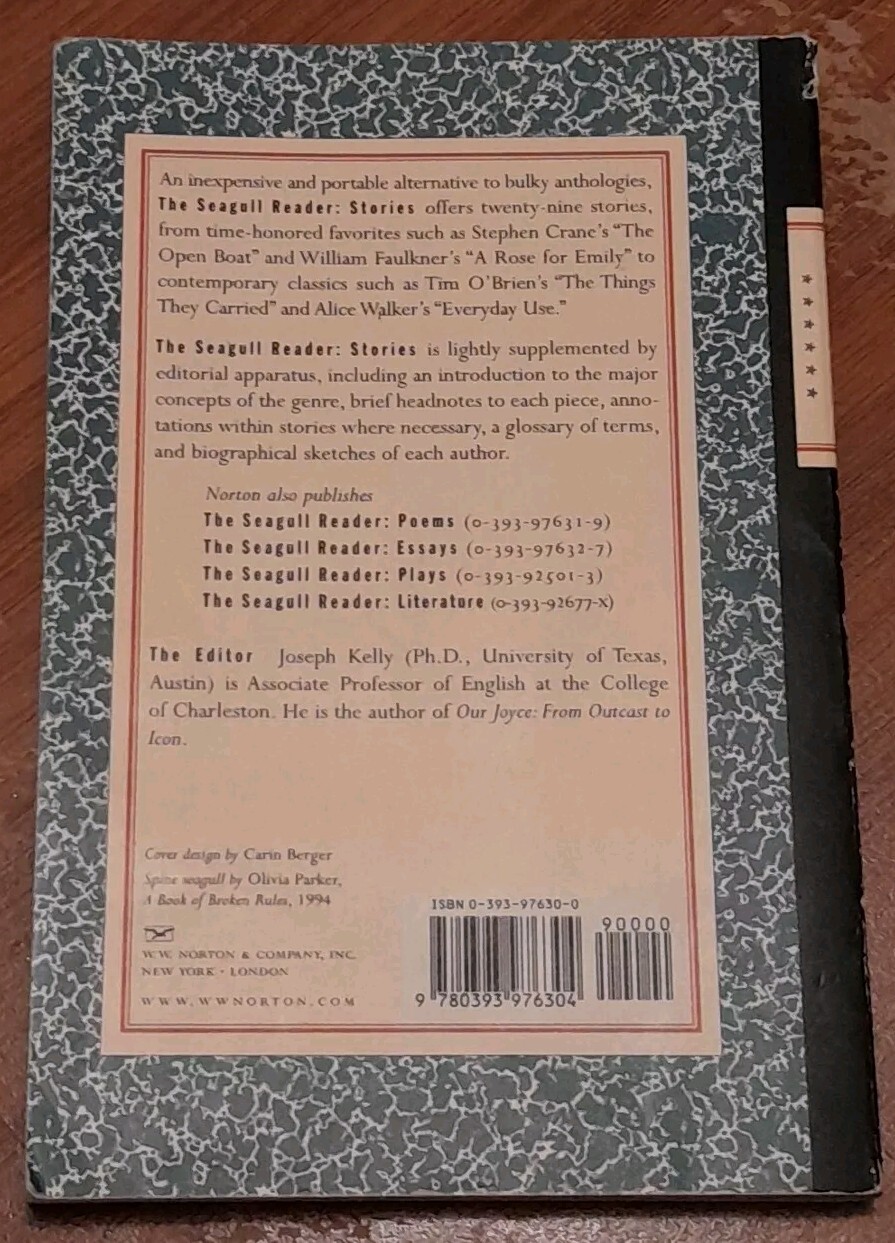 An inexpensive and portable alternative to bulky anthologies,
The Seagull Reader: Stories offers twenty-nine stories,
from time-honored favorites such as Stephen Crane's "The
Open Boat" and William Faulkner's "A Rose for Emily" to
contemporary classics such as Tim O'Brien's "The Things
They Carried" and Alice Walker's "Everyday Use."
The Seagull Reader: Stories is lightly supplemented by
editorial apparatus, including an introduction to the major
concepts of the genre, brief headnotes to each piece, anno-
tations within stories where necessary, a glossary of terms,
and biographical sketches of each author.
Norton also publishes
The Seagull Reader: Poems (0-393-97631-9)
The Seagull Reader: Essays (0-393-97632-7)
The Seagull Reader: Plays (0-393-92501-3)
The Seagull Reader: Literature (0-393-92677-X)
The Editor Joseph Kelly (Ph.D., University of Texas,
Austin) is Associate Professor of English at the College
of Charleston. He is the author of Our Joyce: From Outcast to
Icon.
Cover design by Carin Berger
Spine seagull by Olivia Parker,
A Book of Broken Rules, 1994
W. W. NORTON & COMPANY, INC.
NEW YORK · LONDON
WWW.WWNORTON.COM
ISBN 0-393-97630-0
90000
9 780393 976304